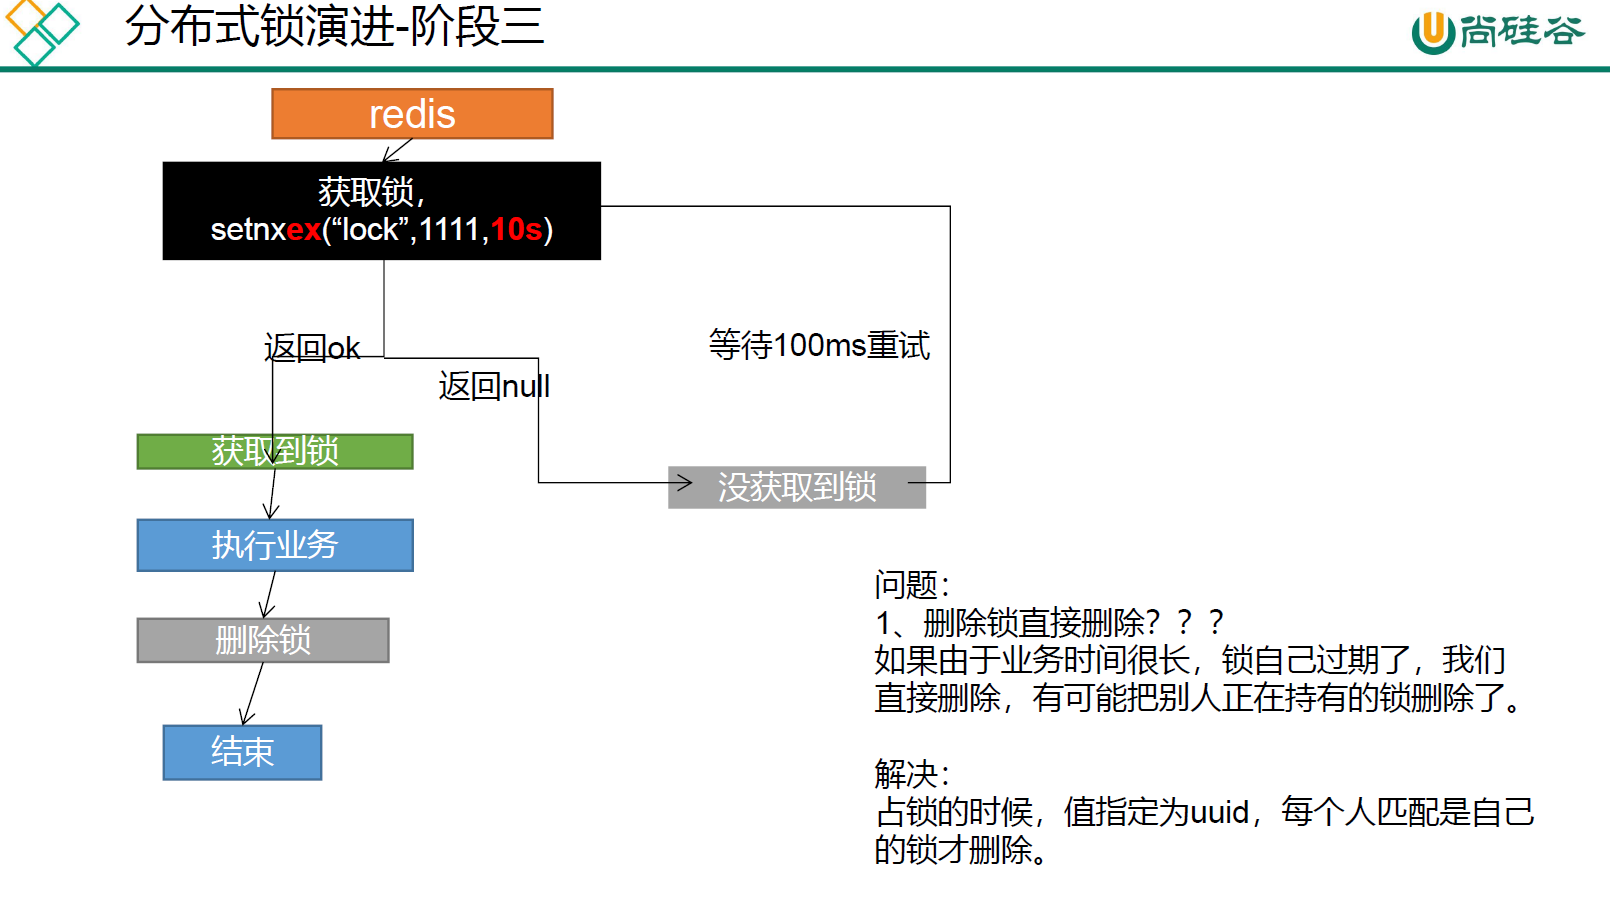 分布式锁演进-阶段三
尚硅谷
redis
获取锁，
setnxex(“lock”,1111,10s)
返回ok
返回null
等待100ms重试
获取到锁
没获取到锁
执行业务
删除锁
结束
问题：
1、删除锁直接删除？？？
如果由于业务时间很长，锁自己过期了，我们
直接删除，有可能把别人正在持有的锁删除了。
解决：
占锁的时候，值指定为uuid，每个人匹配是自己
的锁才删除。